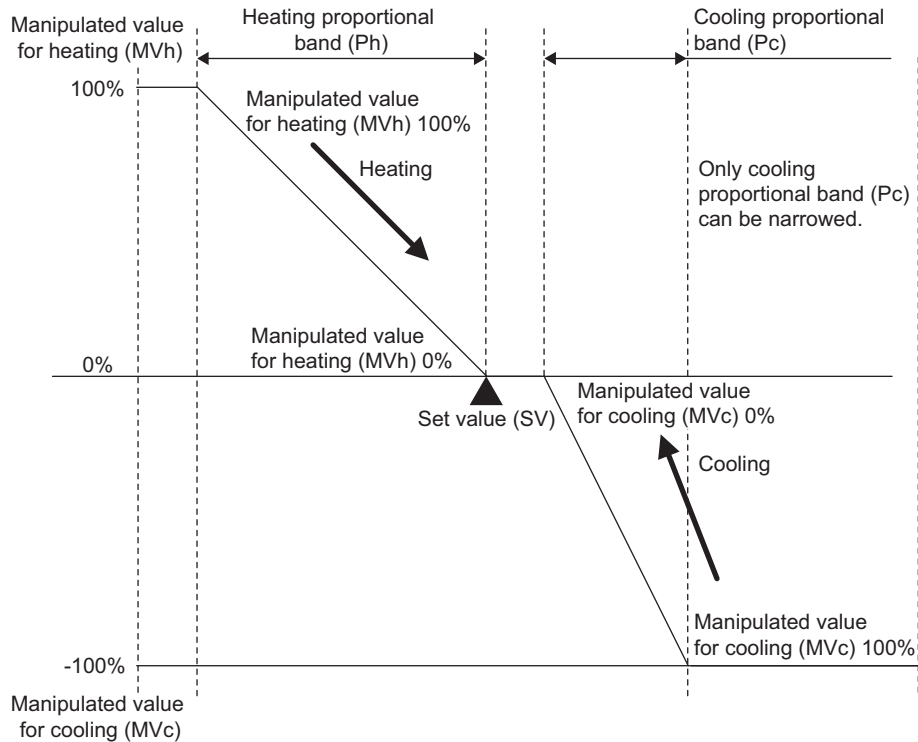 Manipulated value
for heating (MVh)
Heating proportional
band (Ph)
Cooling proportional
band (Pc)
100%
Manipulated value
for heating (MVh) 100%
Heating
Only cooling
proportional band (Pc)
can be narrowed.
Manipulated value
for heating (MVh) 0%
0%
Set value (SV)
Manipulated value
for cooling (MVc) 0%
Cooling
Manipulated value
for cooling (MVc) 100%
-100%
Manipulated value
for cooling (MVc)